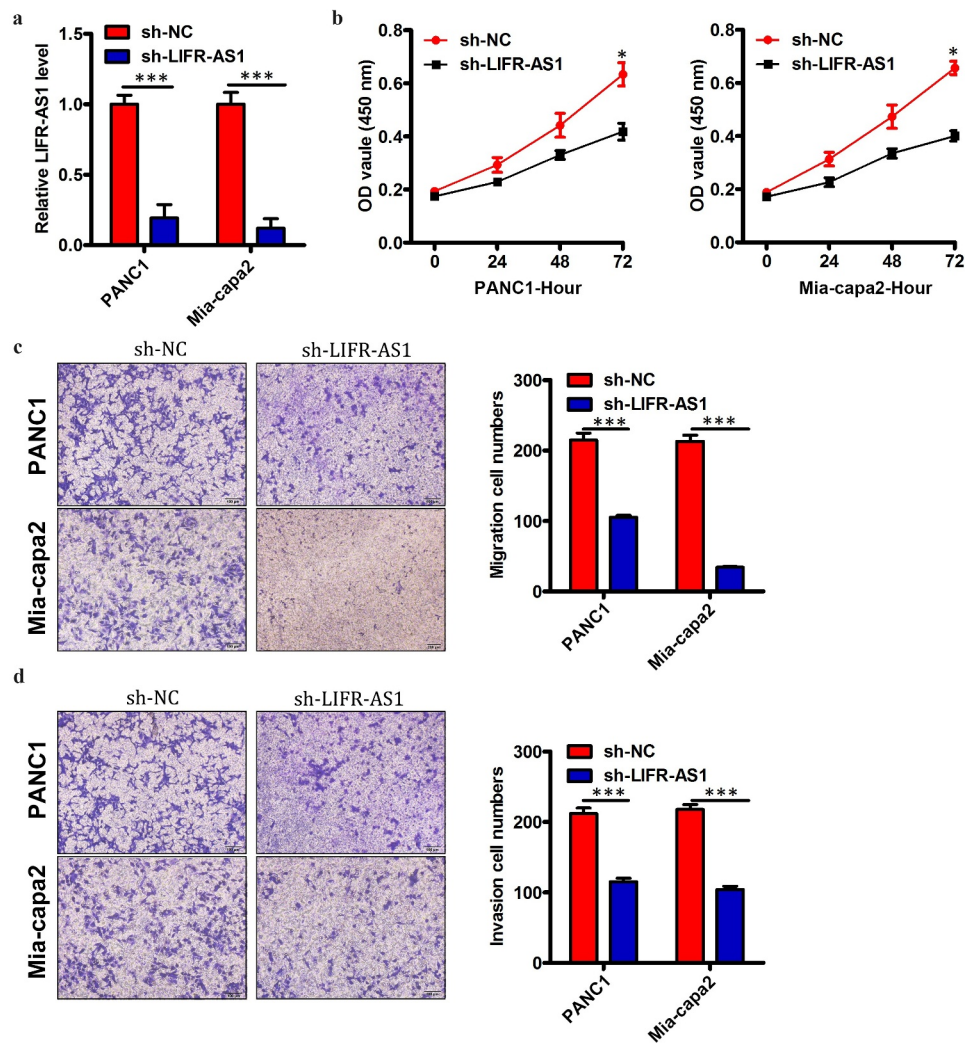 a
Relative LIFR-AS1 level
1.5
1.0
0.5
0.0
sh-NC
sh-LIFR-AS1
***
***
PANC1
Mia-capa2
b
OD vaule (450 nm)
0.8
0.6
0.4
0.2
0.0
sh-NC
sh-LIFR-AS1
*
0 24 48 72
PANC1-Hour
OD vaule (450 nm)
0.8
0.6
0.4
0.2
0.0
sh-NC
sh-LIFR-AS1
*
0 24 48 72
Mia-capa2-Hour
c
sh-NC
sh-LIFR-AS1
PANC1
Mia-capa2
Migration cell numbers
300
200
100
0
sh-NC
sh-LIFR-AS1
***
***
PANC1
Mia-capa2
d
sh-NC
sh-LIFR-AS1
PANC1
Mia-capa2
Invasion cell numbers
300
200
100
0
sh-NC
sh-LIFR-AS1
***
***
PANC1
Mia-capa2